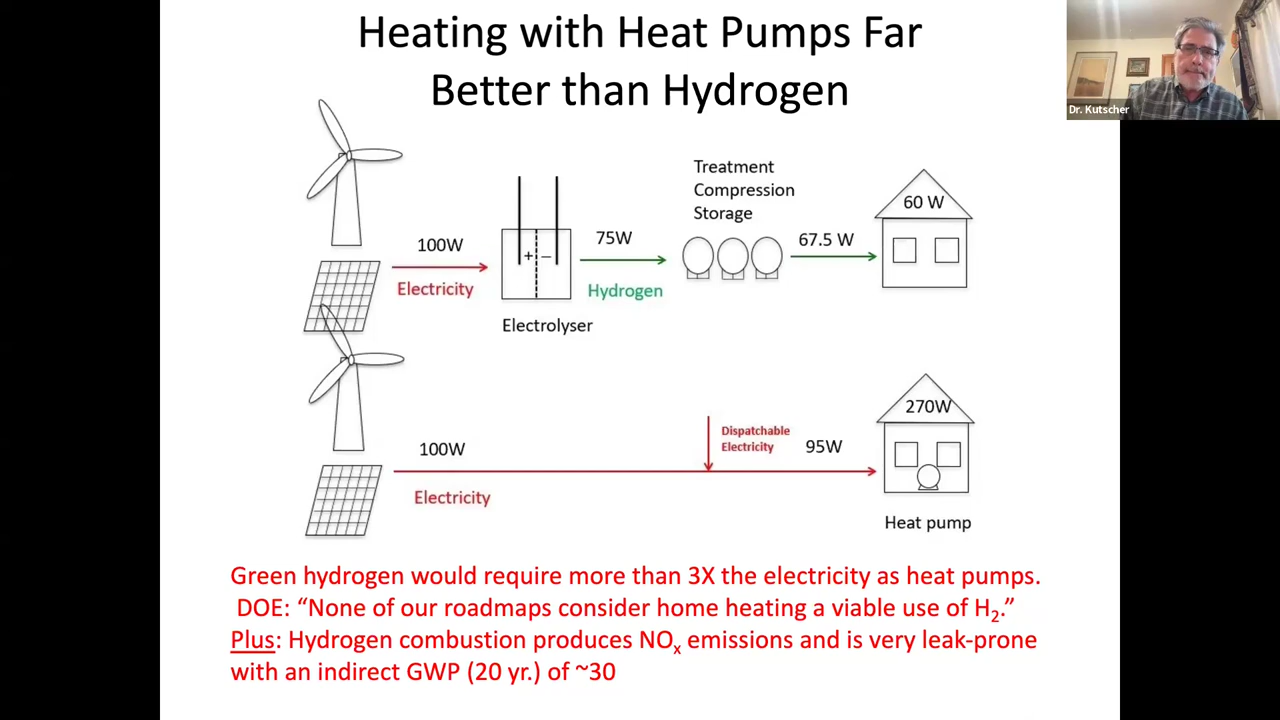 Heating with Heat Pumps Far
Better than Hydrogen
Dr. Kutscher
Treatment
Compression
Storage
60 W
100W
75W
67.5 W
+ –
Electricity
Hydrogen
Electrolyser
270W
Dispatchable
Electricity
95W
100W
Electricity
Heat pump
Green hydrogen would require more than 3X the electricity as heat pumps.
DOE: “None of our roadmaps consider home heating a viable use of H₂.”
Plus: Hydrogen combustion produces NOₓ emissions and is very leak-prone
with an indirect GWP (20 yr.) of ~30